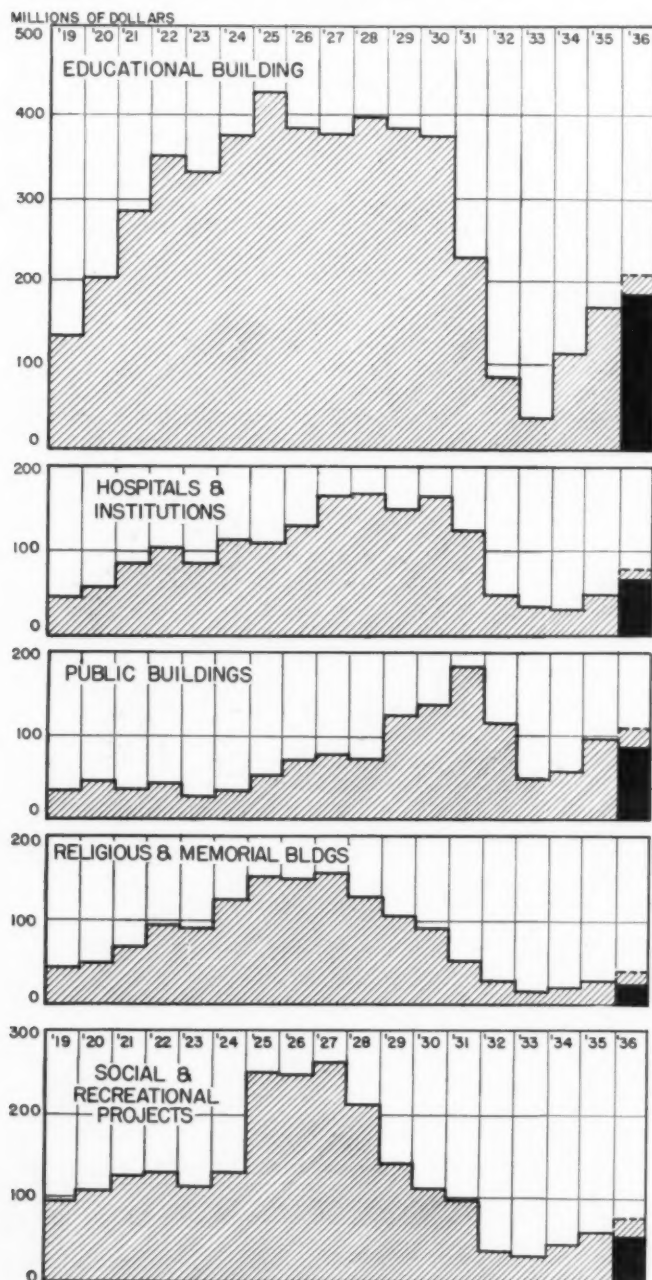 MILLIONS OF DOLLARS
500 '19 '20 '21 '22 '23 '24 '25 '26 '27 '28 '29 '30 '31 '32 '33 '34 '35 '36
EDUCATIONAL BUILDING
400
300
200
100
0
200
HOSPITALS &
INSTITUTIONS
100
0
200
PUBLIC BUILDINGS
100
0
200
RELIGIOUS & MEMORIAL BLDGS
100
0
300 '19 '20 '21 '22 '23 '24 '25 '26 '27 '28 '29 '30 '31 '32 '33 '34 '35 '36
SOCIAL &
RECREATIONAL
PROJECTS
200
100
0